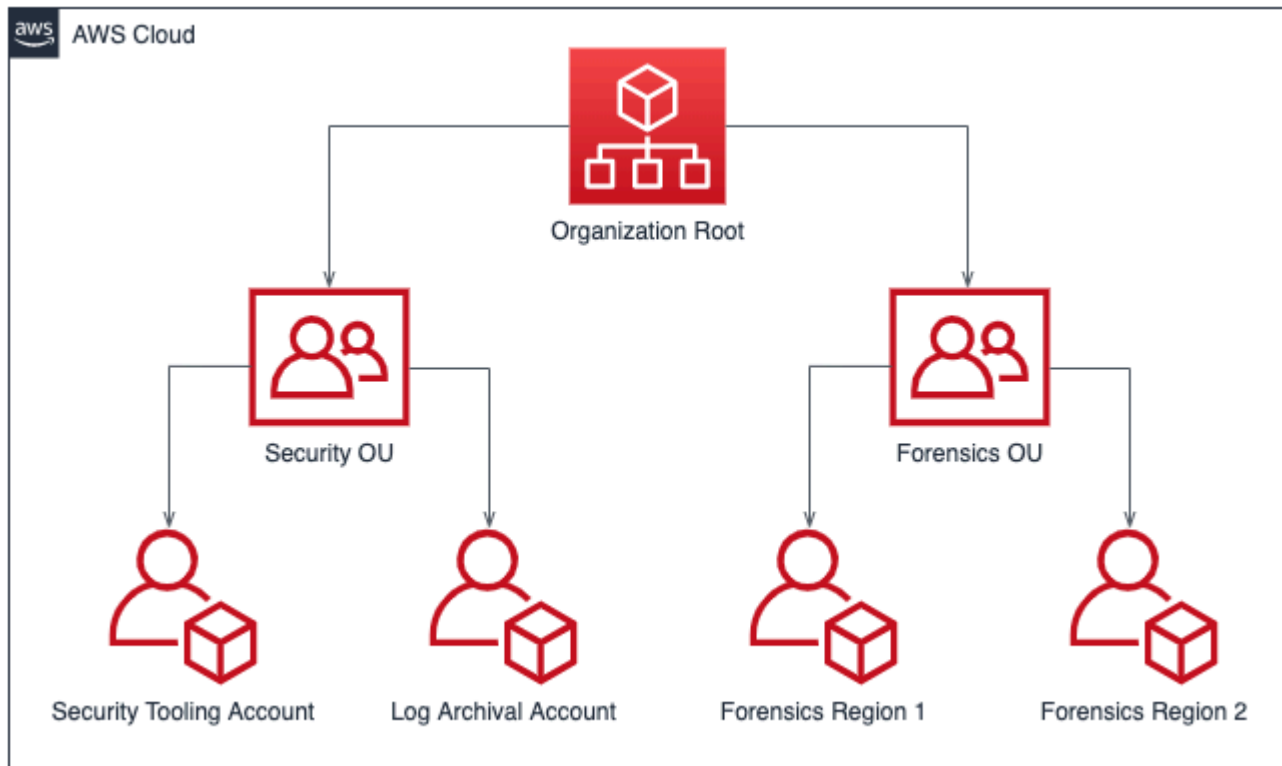 aws
AWS Cloud
Organization Root
Security OU
Forensics OU
Security Tooling Account
Log Archival Account
Forensics Region 1
Forensics Region 2